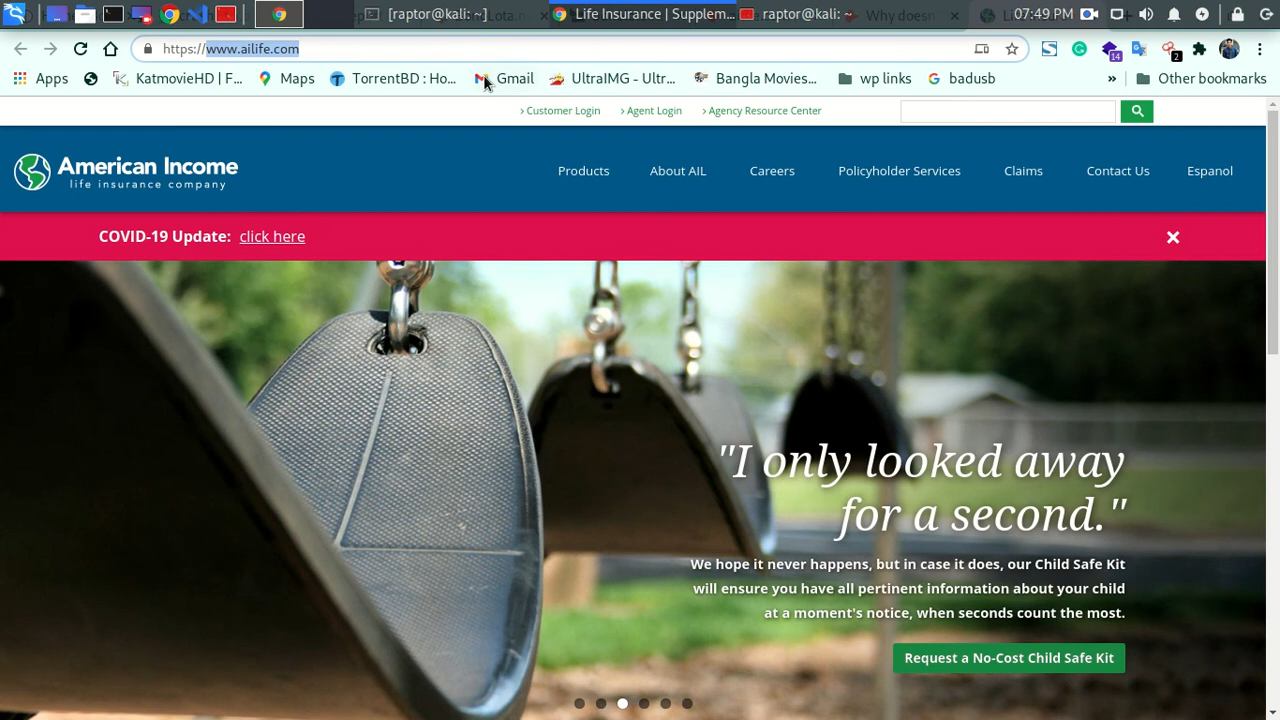 [raptor@kali: ~]
Life Insurance | Supplem...
raptor@kali: ~
Why doesn
07:49 PM
https://www.ailife.com
14
2
Apps
KatmovieHD | F...
Maps
TorrentBD : Ho...
Gmail
UltraIMG - Ultr...
Bangla Movies...
wp links
badusb
»
Other bookmarks
› Customer Login
› Agent Login
› Agency Resource Center
American Income
life insurance company
Products
About AIL
Careers
Policyholder Services
Claims
Contact Us
Espanol
COVID-19 Update: click here
"I only looked away
for a second."
We hope it never happens, but in case it does, our Child Safe Kit
will ensure you have all pertinent information about your child
at a moment's notice, when seconds count the most.
Request a No-Cost Child Safe Kit